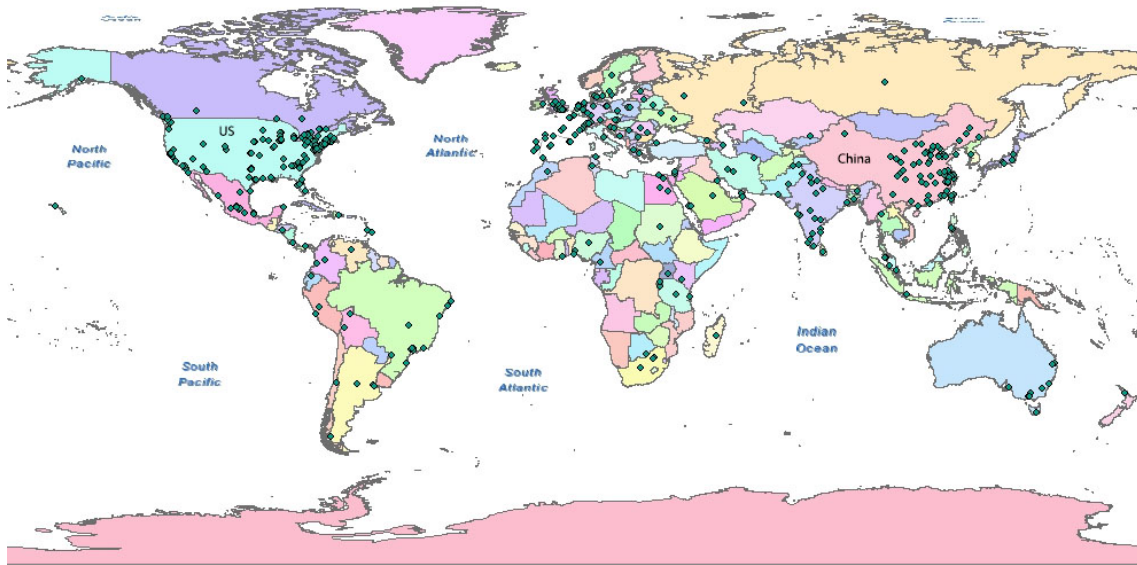 US
North
Pacific
North
Atlantic
China
South
Pacific
South
Atlantic
Indian
Ocean